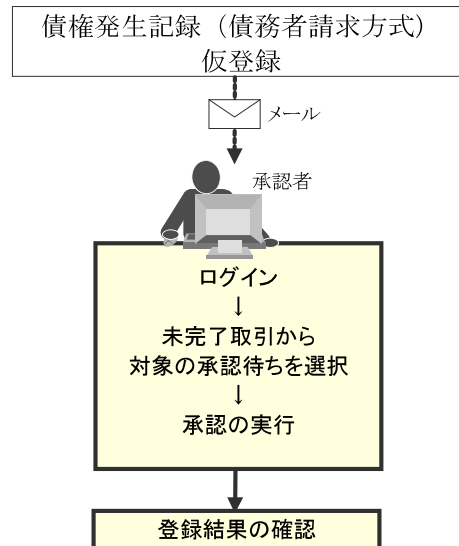 債権発生記録（債務者請求方式）
仮登録
メール
承認者
ログイン
↓
未完了取引から
対象の承認待ちを選択
↓
承認の実行
登録結果の確認